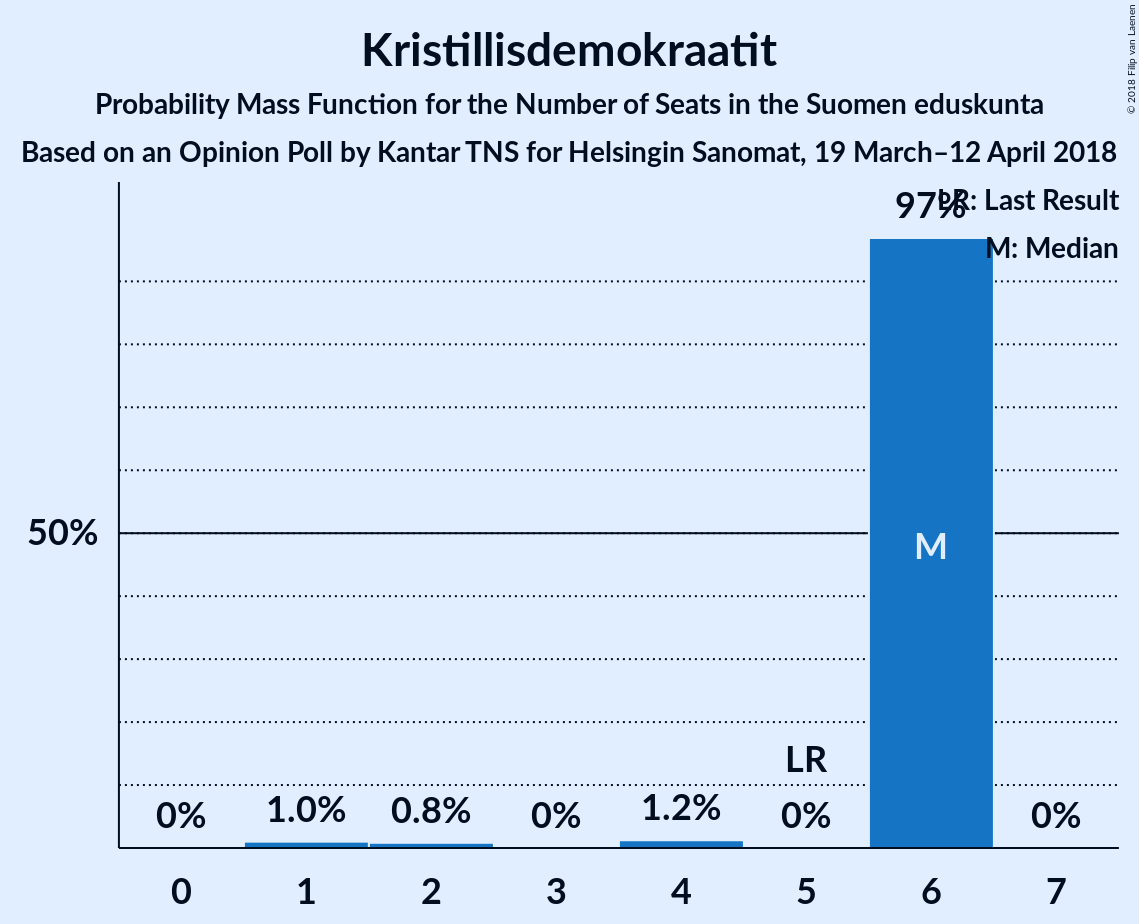 Kristillisdemokraatit
Probability Mass Function for the Number of Seats in the Suomen eduskunta
Based on an Opinion Poll by Kantar TNS for Helsingin Sanomat, 19 March–12 April 2018
© 2018 Filip van Laenen
97%
LR: Last Result
M: Median
50%
M
LR
0% 1.0% 0.8% 0% 1.2% 0% 0%
0 1 2 3 4 5 6 7